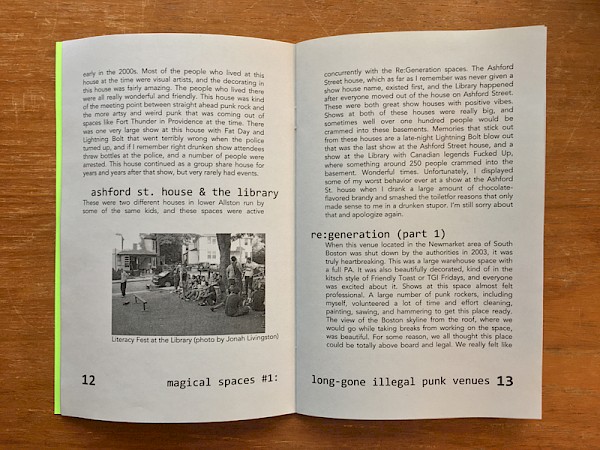 early in the 2000s. Most of the people who lived at this
house at the time were visual artists, and the decorating in
this house was fairly amazing. The people who lived there
were all really wonderful and friendly. This house was kind
of the meeting point between straight ahead punk rock and
the more artsy and weird punk that was coming out of
spaces like Fort Thunder in Providence at the time. There
was one very large show at this house with Fat Day and
Lightning Bolt that went terribly wrong when the police
turned up, and if I remember right drunken show attendees
threw bottles at the police, and a number of people were
arrested. This house continued as a group share house for
years and years after that show, but very rarely had events.
ashford st. house & the library
These were two different houses in lower Allston run by
some of the same kids, and these spaces were active
Literacy Fest at the Library (photo by Jonah Livingston)
12
magical spaces #1:
concurrently with the Re:Generation spaces. The Ashford
Street house, which as far as I remember was never given a
show house name, existed first, and the Library happened
after everyone moved out of the house on Ashford Street.
These were both great show houses with positive vibes.
Shows at both of these houses were really big, and
sometimes well over one hundred people would be
crammed into these basements. Memories that stick out
from these houses are a late-night Lightning Bolt blow out
that was the last show at the Ashford Street house, and a
show at the Library with Canadian legends Fucked Up,
where something around 250 people crammed into the
basement. Wonderful times. Unfortunately, I displayed
some of my worst behavior ever at a show at the Ashford
St. house when I drank a large amount of chocolate-
flavored brandy and smashed the toiletfor reasons that only
made sense to me in a drunken stupor. I'm still sorry about
that and apologize again.
re:generation (part 1)
When this venue located in the Newmarket area of South
Boston was shut down by the authorities in 2003, it was
truly heartbreaking. This was a large warehouse space with
a full PA. It was also beautifully decorated, kind of in the
kitsch style of Friendly Toast or TGI Fridays, and everyone
was excited about it. Shows at this space almost felt
professional. A large number of punk rockers, including
myself, volunteered a lot of time and effort cleaning,
painting, sawing, and hammering to get this place ready.
The view of the Boston skyline from the roof, where we
would go while taking breaks from working on the space,
was beautiful. For some reason, we all thought this place
could be totally above board and legal. We really felt like
long-gone illegal punk venues 13